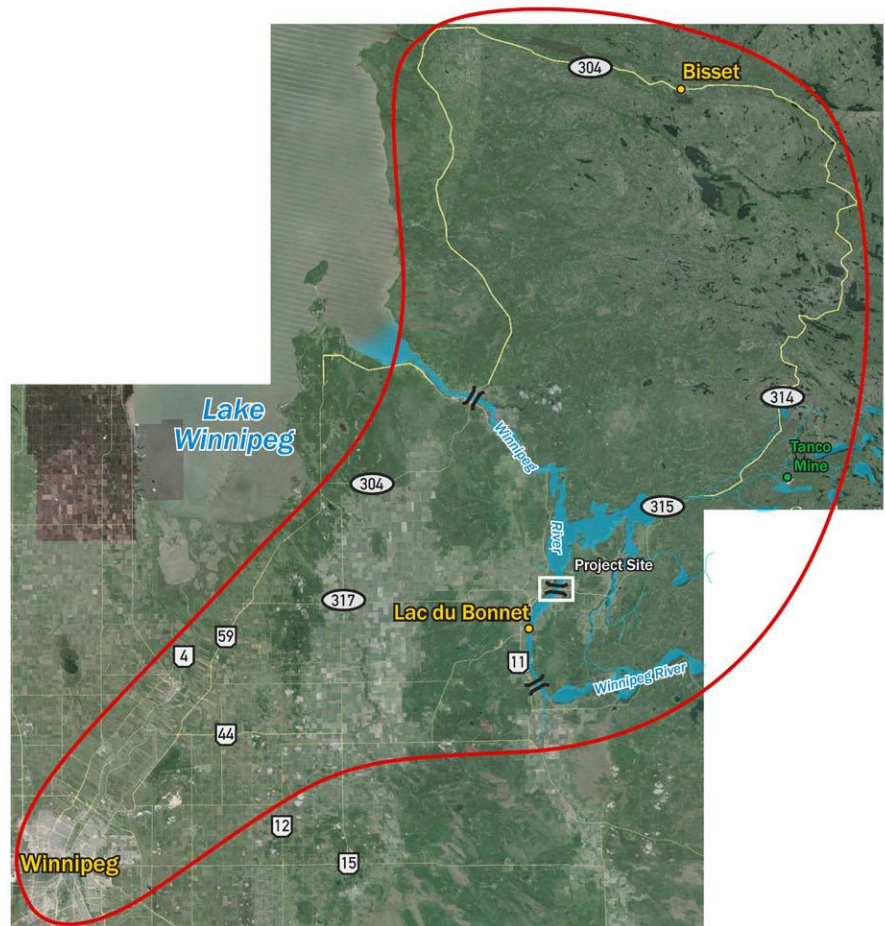 304
Bisset
Lake
Winnipeg
314
Tanco
Mine
Winnipeg
304
315
River
Project Site
317
Lac du Bonnet
59
4
11
Winnipeg River
44
12
15
Winnipeg